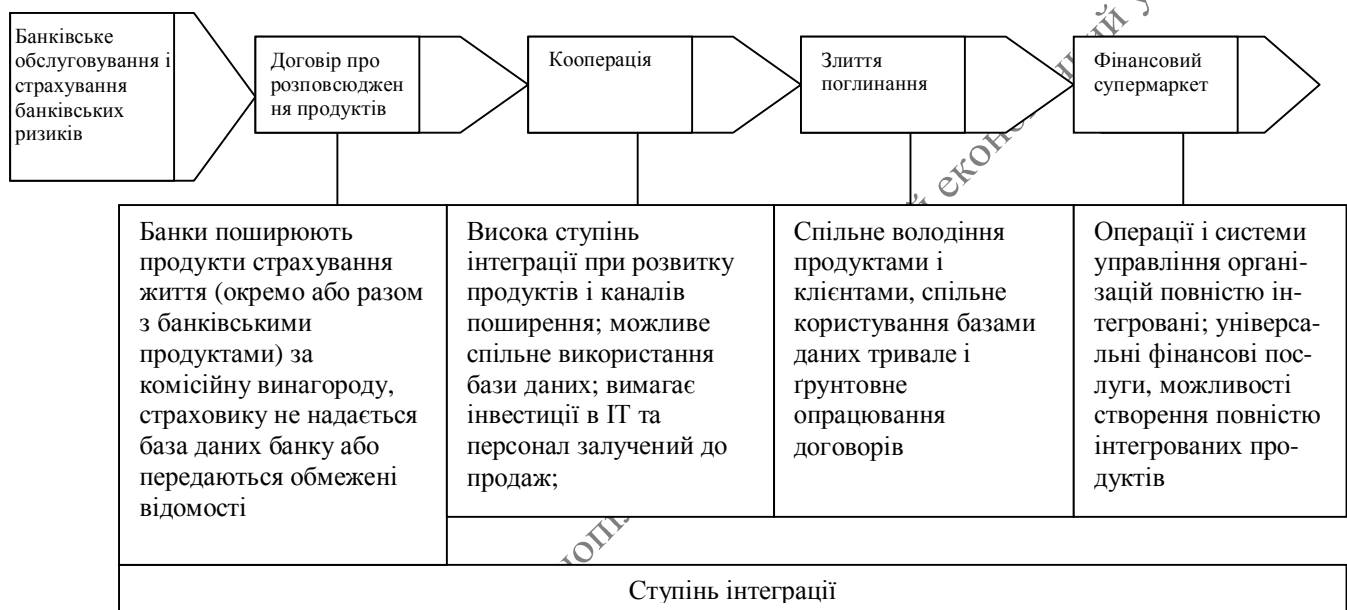 Банківське
обслуговування і
страхування
банківських
ризиків
Договір про
розповсюджен
ня продуктів
Кооперація
Злиття
поглинання
Фінансовий
супермаркет
Банки поширюють
продукти страхування
життя (окремо або разом
з банківськими
продуктами) за
комісійну винагороду,
страховику не надається
база даних банку або
передаються обмежені
відомості
Висока ступінь
інтеграції при розвитку
продуктів і каналів
поширення; можливе
спільне використання
бази даних; вимагає
інвестиції в ІТ та
персонал залучений до
продаж;
Спільне володіння
продуктами і
клієнтами, спільне
користування базами
даних тривале і
ґрунтовне
опрацювання
договорів
Операції і системи
управління органі-
зацій повністю ін-
тегровані; універса-
льні фінансові пос-
луги, можливості
створення повністю
інтегрованих про-
дуктів
Ступінь інтеграції